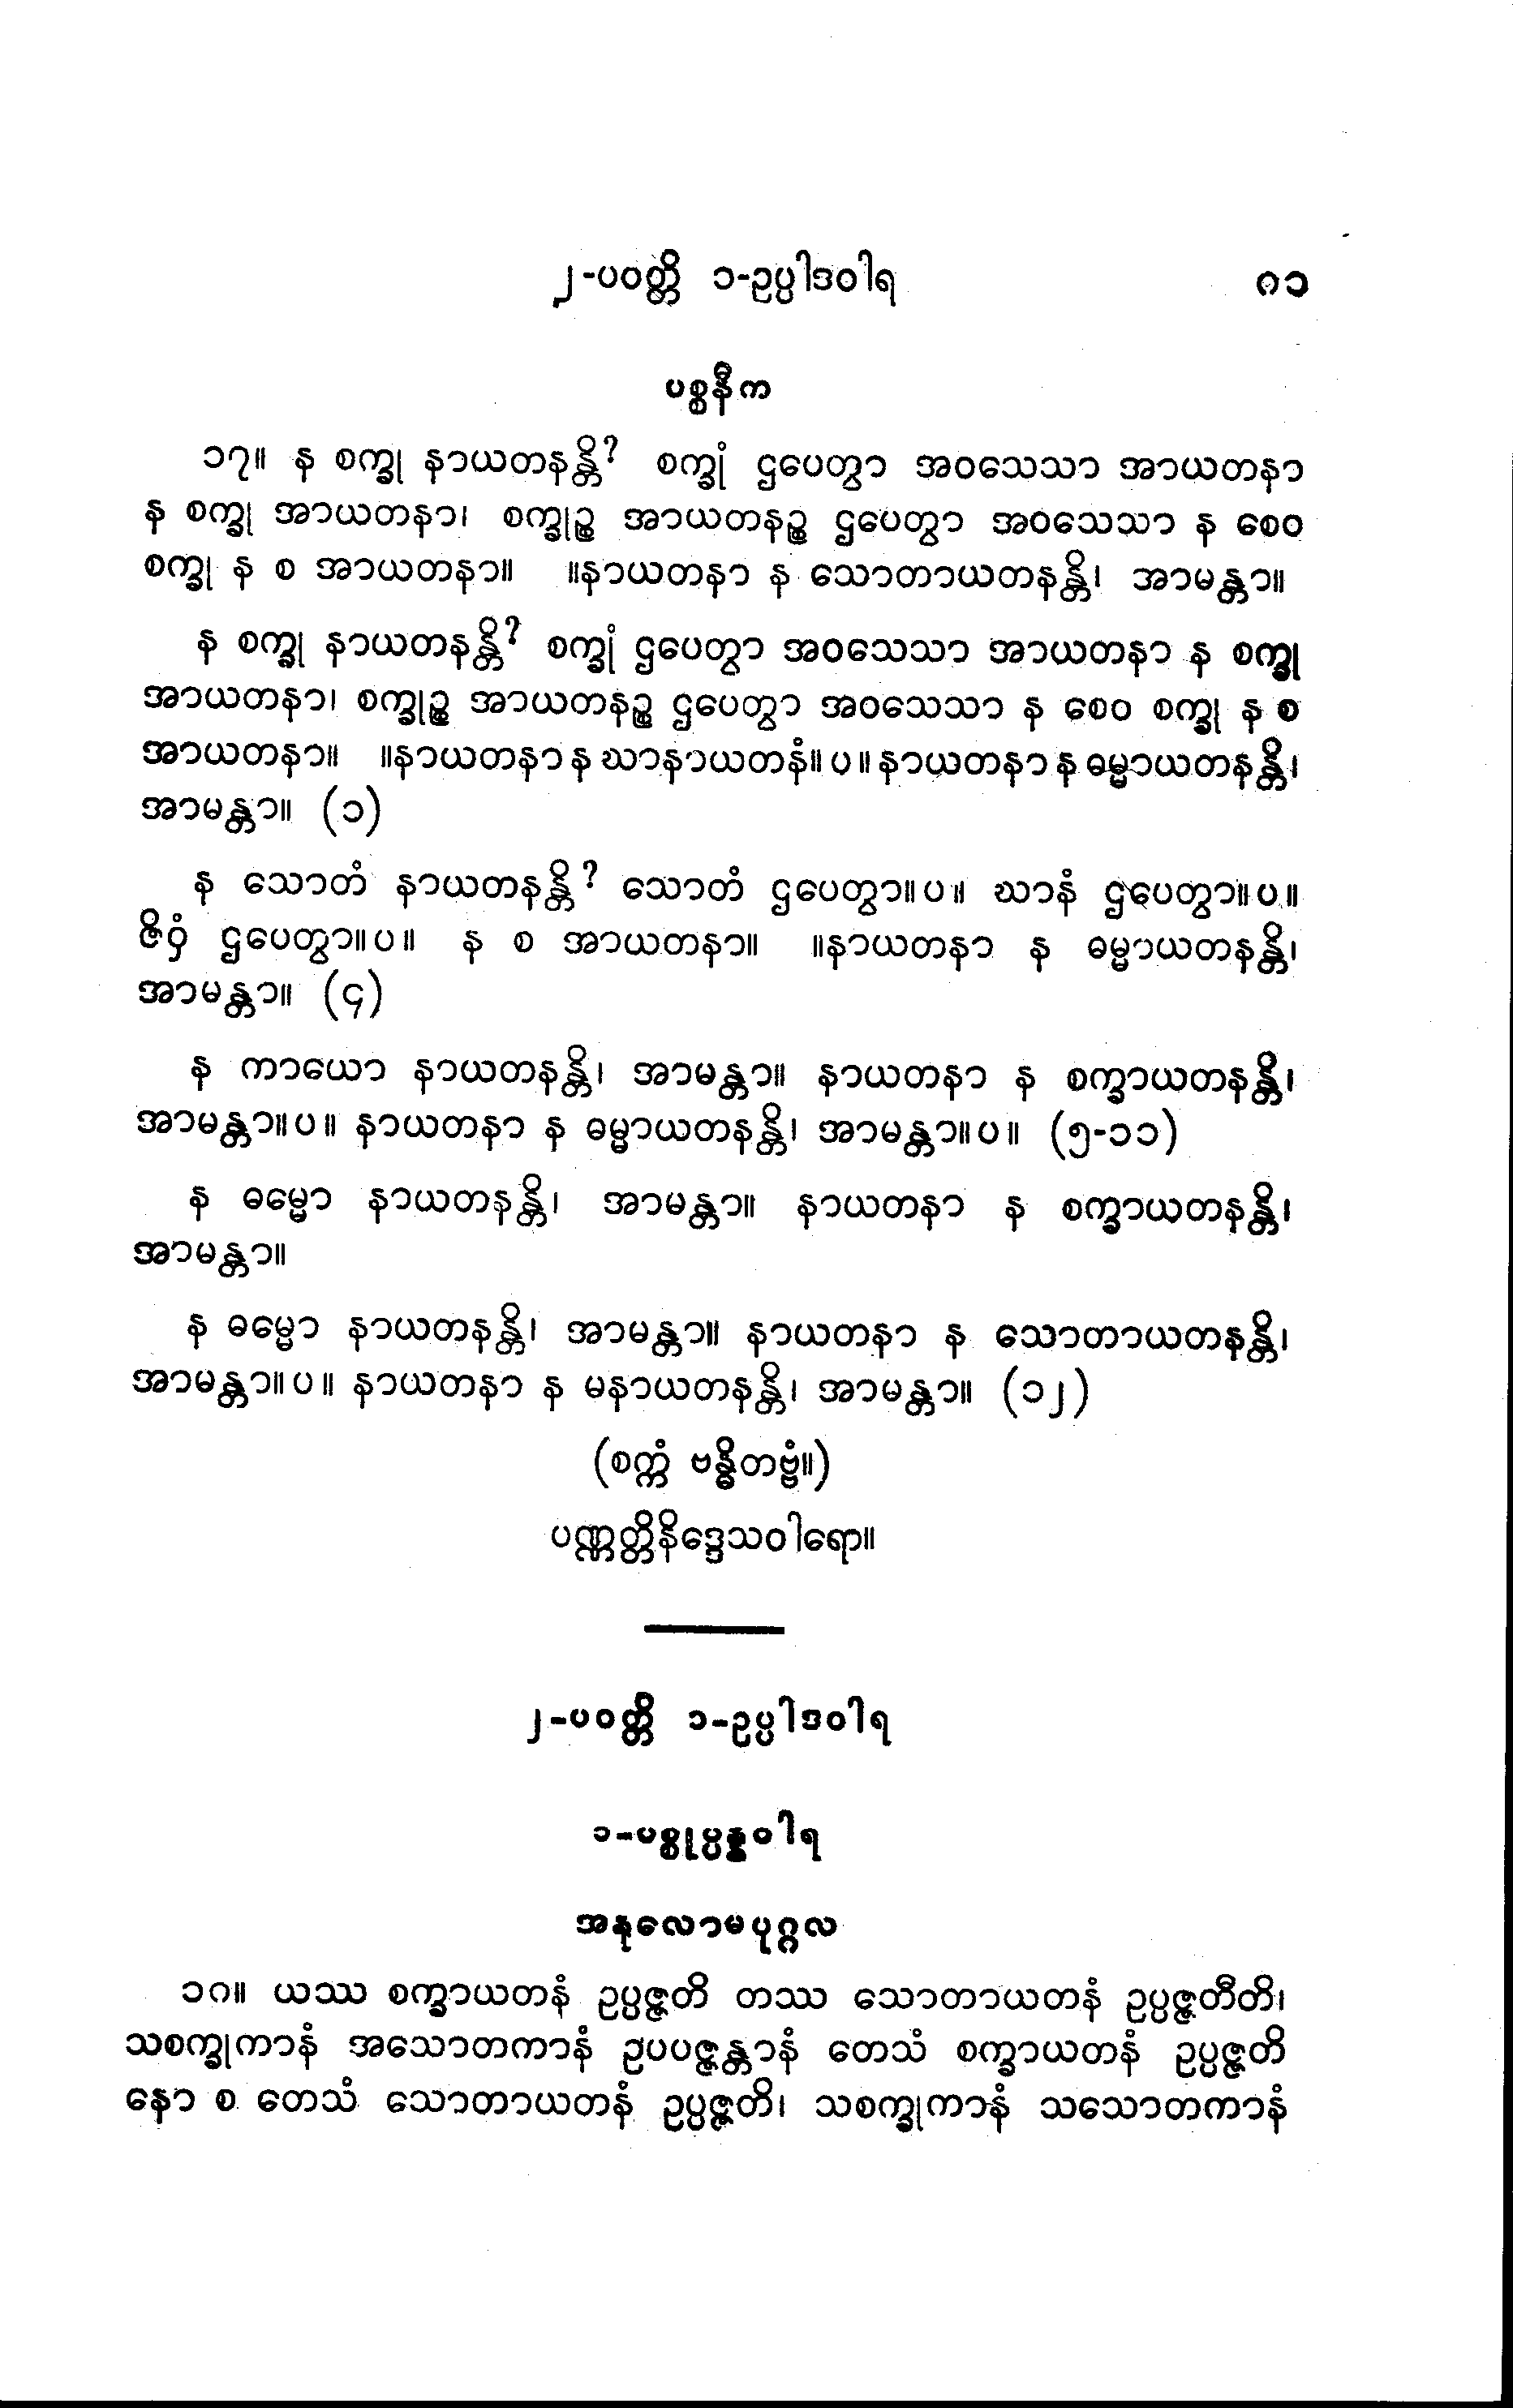 ၂-ပဝတ္တိ ၁-ဥပ္ပါဒဝါရ ၈၁
ပစ္စနီက
၁၇။ န စက္ခု နာယတနန္တိ? စက္ခုံ ဌပေတွာ အဝသေသာ အာယတနာ
န စက္ခု အာယတနာ၊ စက္ခုဉ္စ အာယတနဉ္စ ဌပေတွာ အဝသေသာ န စေဝ
စက္ခု န စ အာယတနာ။ ။နာယတနာ န သောတာယတနန္တိ၊ အာမန္တာ။
န စက္ခု နာယတနန္တိ? စက္ခုံ ဌပေတွာ အဝသေသာ အာယတနာ န စက္ခု
အာယတနာ၊ စက္ခုဉ္စ အာယတနဉ္စ ဌပေတွာ အဝသေသာ န စေဝ စက္ခု န စ
အာယတနာ။ ။နာယတနာ န ဃာနာယတနံ။ပ။ နာယတနာ န ဓမ္မာယတနန္တိ၊
အာမန္တာ။ (၁)
န သောတံ နာယတနန္တိ? သောတံ ဌပေတွာ။ပ။ ဃာနံ ဌပေတွာ။ပ။
ဇိဝှံ ဌပေတွာ။ပ။ န စ အာယတနာ။ ။နာယတနာ န ဓမ္မာယတနန္တိ၊
အာမန္တာ။ (၄)
န ကာယော နာယတနန္တိ၊ အာမန္တာ။ နာယတနာ န စက္ခာယတနန္တိ၊
အာမန္တာ။ပ။ နာယတနာ န ဓမ္မာယတနန္တိ၊ အာမန္တာ။ပ။ (၅-၁၁)
န ဓမ္မော နာယတနန္တိ၊ အာမန္တာ။ နာယတနာ န စက္ခာယတနန္တိ၊
အာမန္တာ။
န ဓမ္မော နာယတနန္တိ၊ အာမန္တာ။ နာယတနာ န သောတာယတနန္တိ၊
အာမန္တာ။ပ။ နာယတနာ န မနာယတနန္တိ၊ အာမန္တာ။ (၁၂)
(စက္ကံ ဗန္ဓိတဗ္ဗံ။)
ပဏ္ဏတ္တိနိဒ္ဒေသဝါရော။
၂-ပဝတ္တိ ၁-ဥပ္ပါဒဝါရ
၁-ပစ္စုပ္ပန္နဝါရ
အနုလောမပုဂ္ဂလ
၁၈။ ယဿ စက္ခာယတနံ ဥပ္ပဇ္ဇတိ တဿ သောတာယတနံ ဥပ္ပဇ္ဇတီတိ၊
သစက္ခုကာနံ အသောတကာနံ ဥပပဇ္ဇန္တာနံ တေသံ စက္ခာယတနံ ဥပ္ပဇ္ဇတိ
နော စ တေသံ သောတာယတနံ ဥပ္ပဇ္ဇတိ၊ သစက္ခုကာနံ သသောတကာနံ